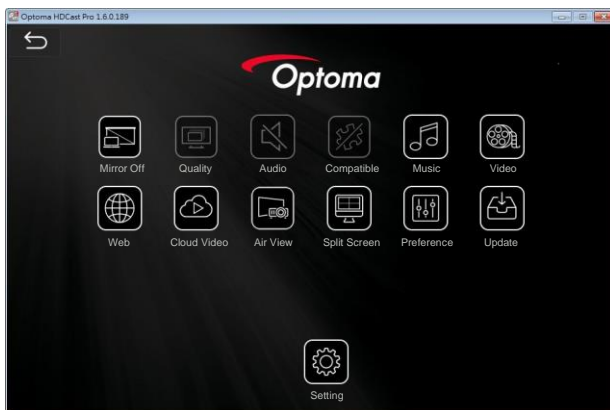 Optoma HDCast Pro 1.6.0.189
Optoma
Mirror Off Quality Audio Compatible Music Video
Web Cloud Video Air View Split Screen Preference Update
Setting